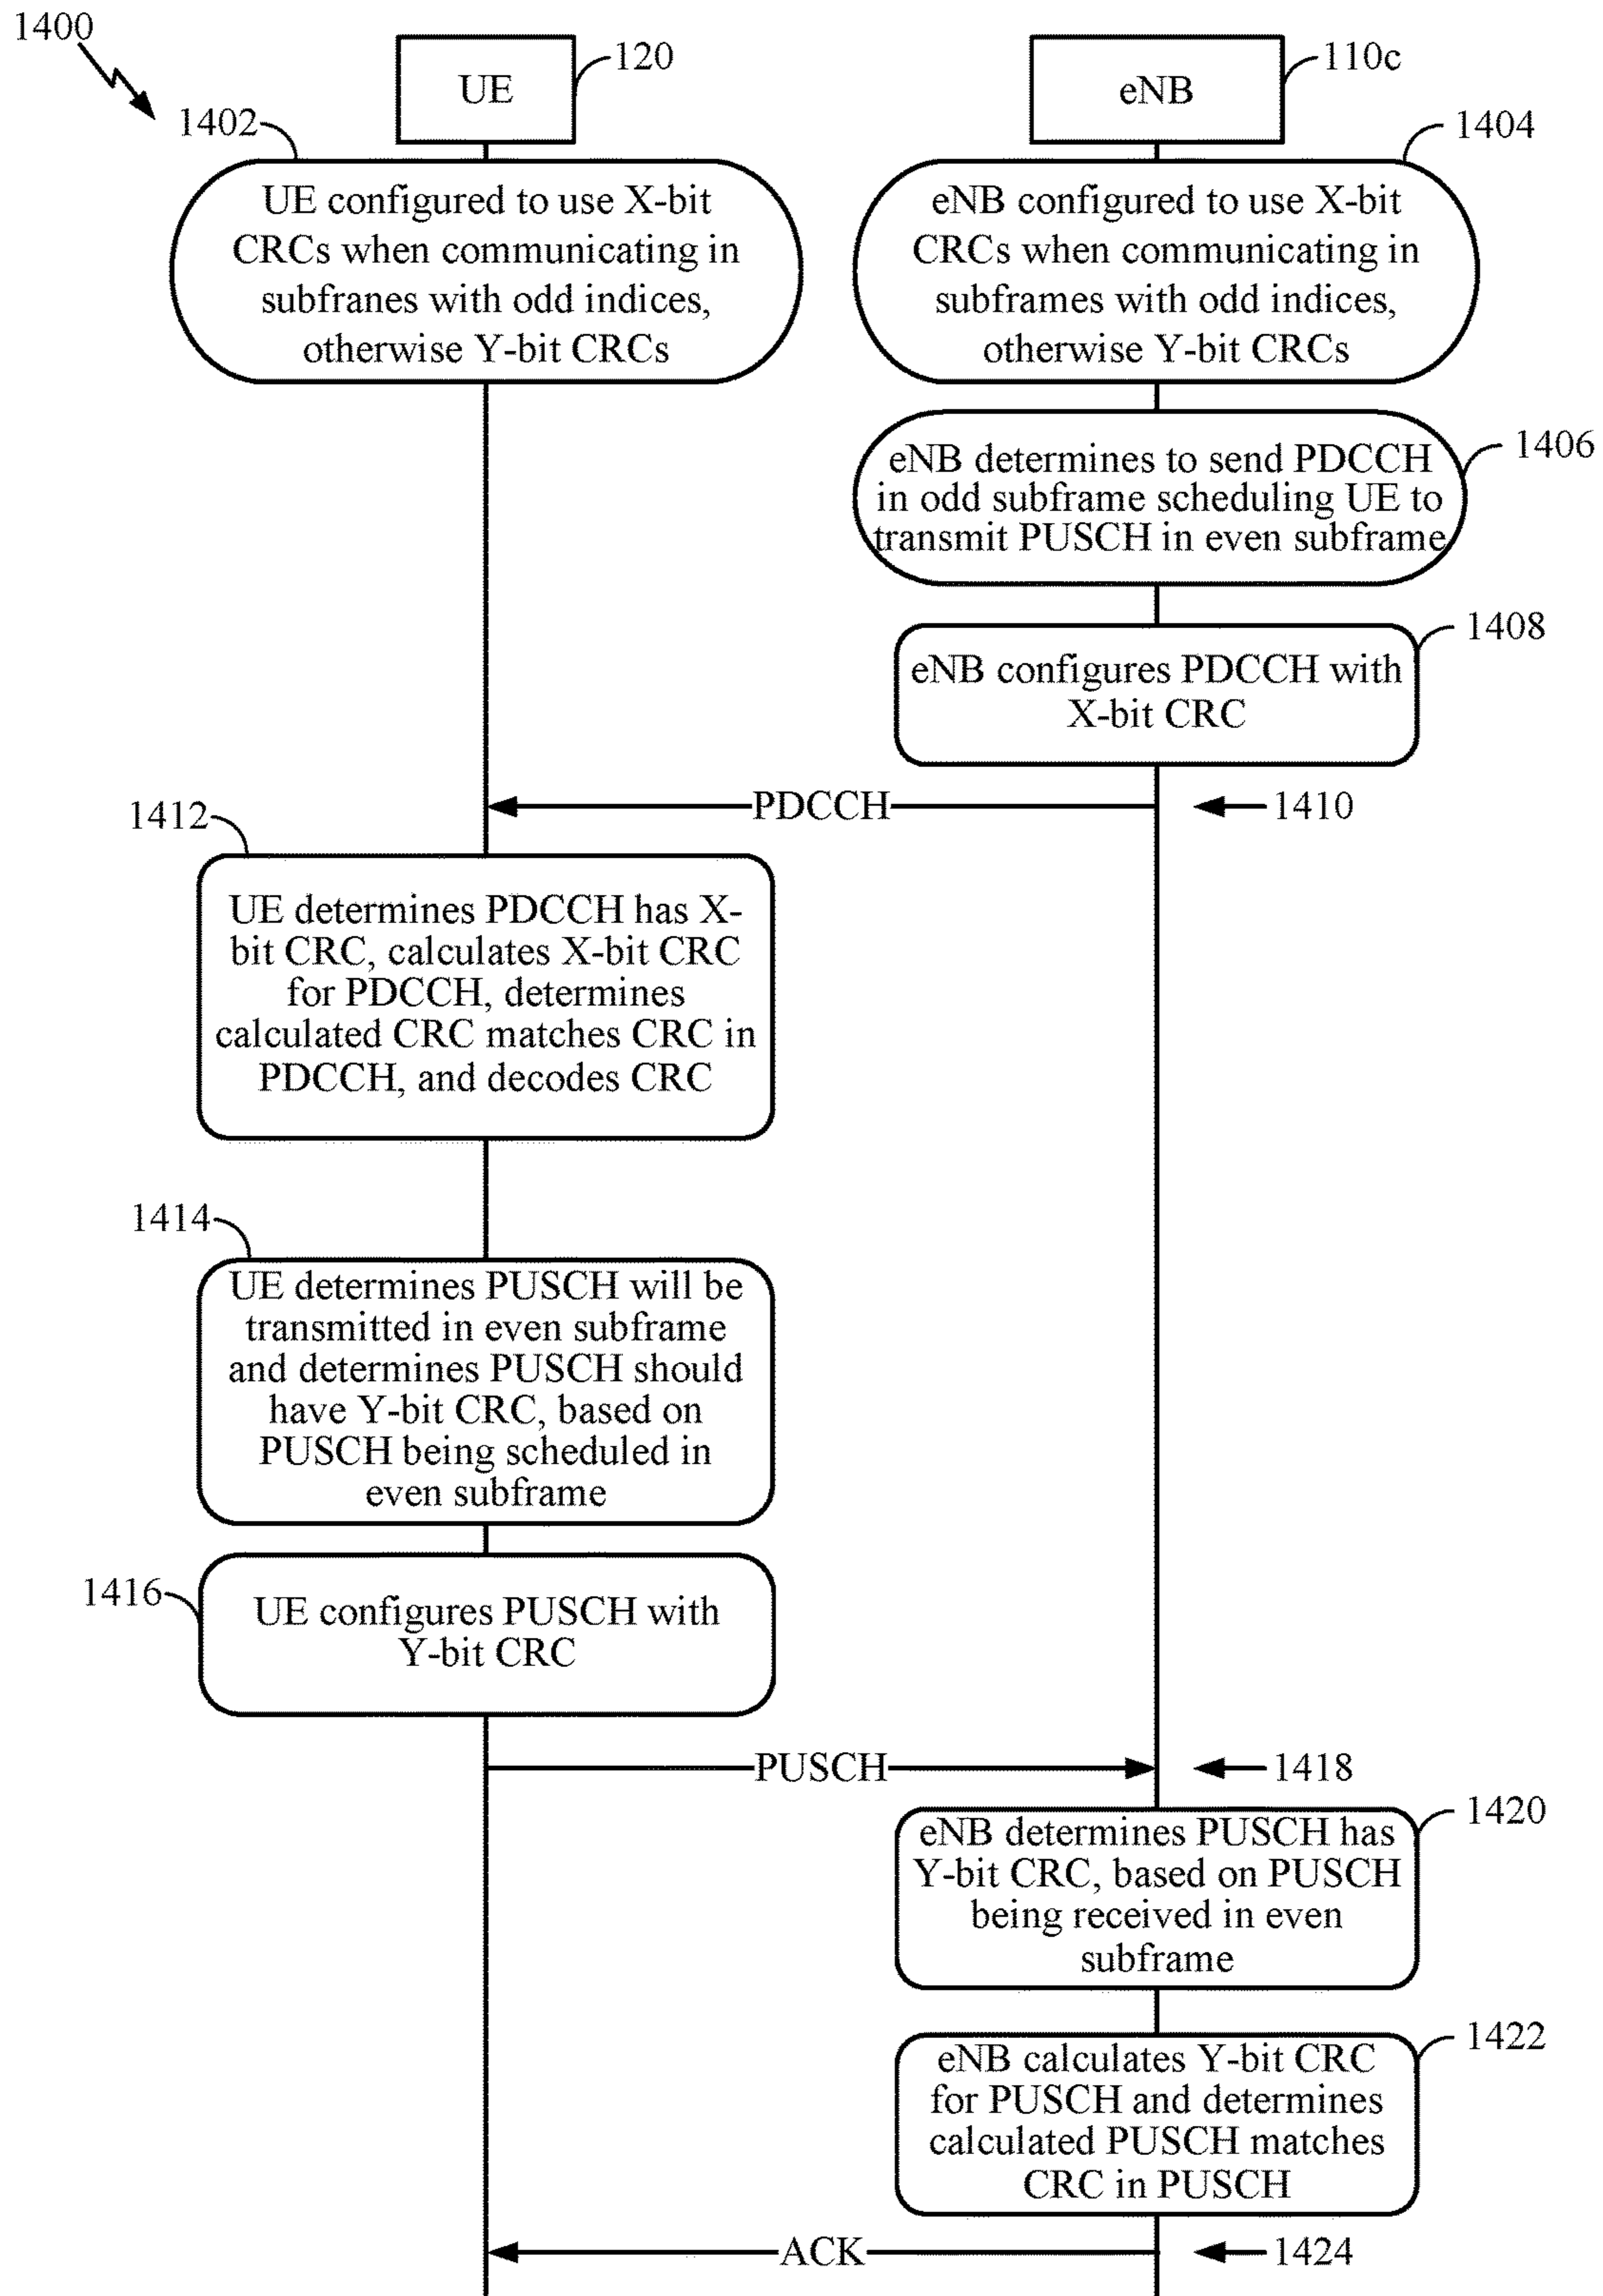 1400
UE
120
eNB
110c
1402
1404
UE configured to use X-bit
CRCs when communicating in
subfranes with odd indices,
otherwise Y-bit CRCs
eNB configured to use X-bit
CRCs when communicating in
subframes with odd indices,
otherwise Y-bit CRCs
1406
eNB determines to send PDCCH
in odd subframe scheduling UE to
transmit PUSCH in even subframe
1408
eNB configures PDCCH with
X-bit CRC
PDCCH
1410
1412
UE determines PDCCH has X-
bit CRC, calculates X-bit CRC
for PDCCH, determines
calculated CRC matches CRC in
PDCCH, and decodes CRC
1414
UE determines PUSCH will be
transmitted in even subframe
and determines PUSCH should
have Y-bit CRC, based on
PUSCH being scheduled in
even subframe
1416
UE configures PUSCH with
Y-bit CRC
PUSCH
1418
1420
eNB determines PUSCH has
Y-bit CRC, based on PUSCH
being received in even
subframe
1422
eNB calculates Y-bit CRC
for PUSCH and determines
calculated PUSCH matches
CRC in PUSCH
ACK
1424